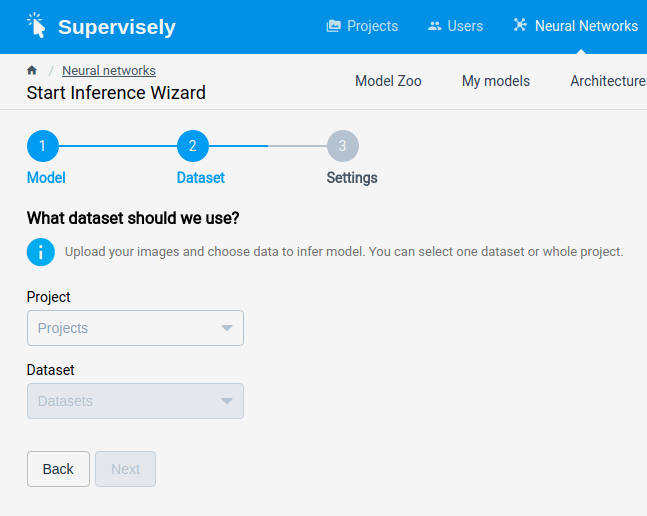 Supervisely
Projects
Users
Neural Networks
/ Neural networks
Start Inference Wizard
Model Zoo
My models
Architecture
1
2
3
Model
Dataset
Settings
What dataset should we use?
Upload your images and choose data to infer model. You can select one dataset or whole project.
Project
Projects
Dataset
Datasets
Back
Next